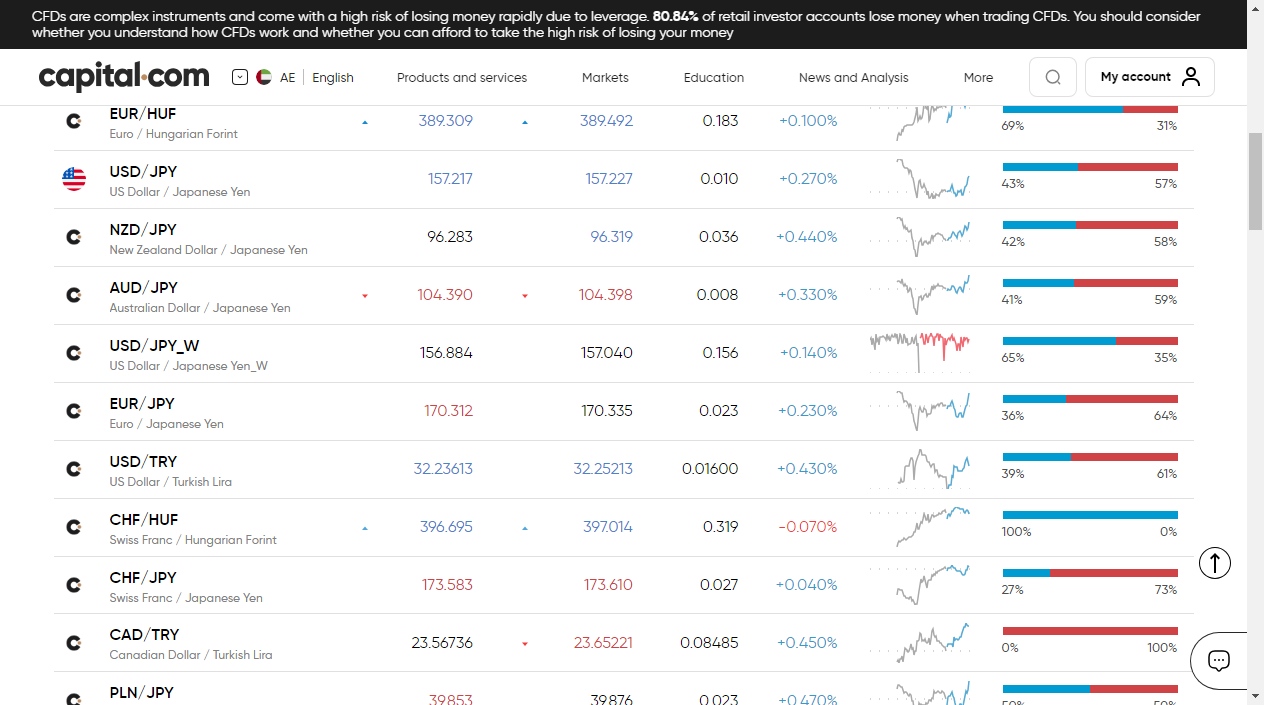 CFDs are complex instruments and come with a high risk of losing money rapidly due to leverage. 80.84% of retail investor accounts lose money when trading CFDs. You should consider
whether you understand how CFDs work and whether you can afford to take the high risk of losing your money
capital.com AE English Products and services Markets Education News and Analysis More My account
EUR/HUF 389.309 389.492 0.183 +0.100%
Euro / Hungarian Forint 69% 31%
USD/JPY 157.217 157.227 0.010 +0.270%
US Dollar / Japanese Yen 43% 57%
NZD/JPY 96.283 96.319 0.036 +0.440%
New Zealand Dollar / Japanese Yen 42% 58%
AUD/JPY 104.390 104.398 0.008 +0.330%
Australian Dollar / Japanese Yen 41% 59%
USD/JPY_W 156.884 157.040 0.156 +0.140%
US Dollar / Japanese Yen_W 65% 35%
EUR/JPY 170.312 170.335 0.023 +0.230%
Euro / Japanese Yen 36% 64%
USD/TRY 32.23613 32.25213 0.01600 +0.430%
US Dollar / Turkish Lira 39% 61%
CHF/HUF 396.695 397.014 0.319 -0.070%
Swiss Franc / Hungarian Forint 100% 0%
CHF/JPY 173.583 173.610 0.027 +0.040%
Swiss Franc / Japanese Yen 27% 73%
CAD/TRY 23.56736 23.65221 0.08485 +0.450%
Canadian Dollar / Turkish Lira 0% 100%
PLN/JPY 39.853 39.876 0.023 +0.470%